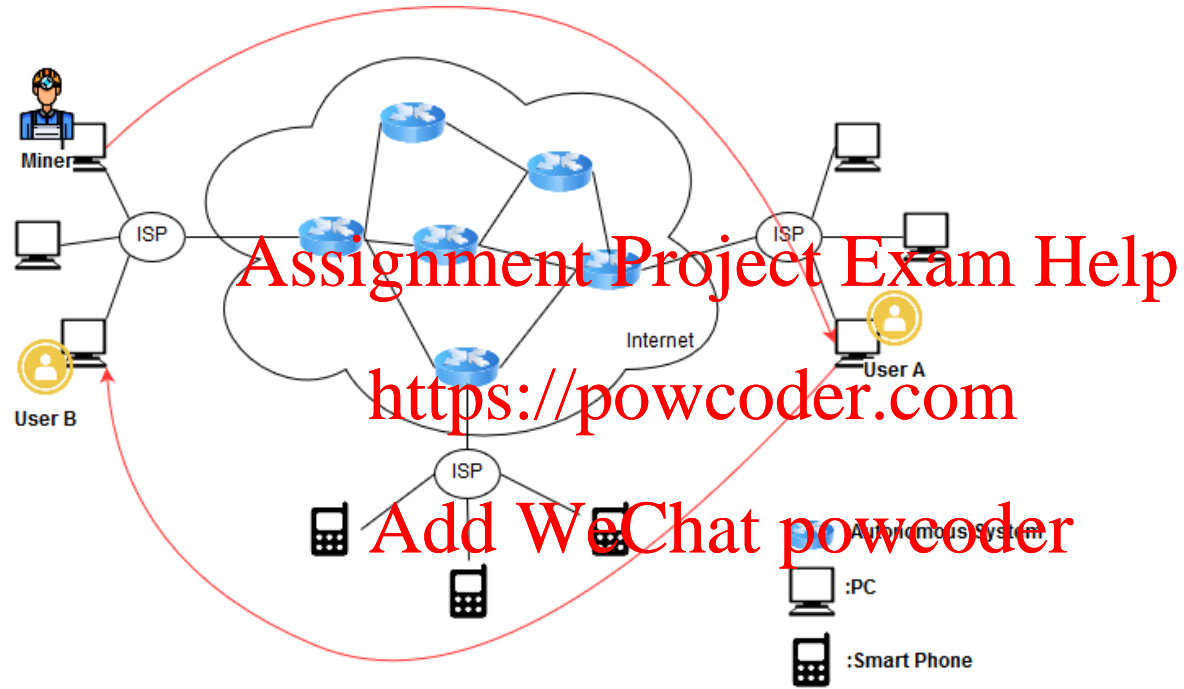 Miner
ISP
ISP
Assignment Project Exam Help
Internet
User A
https://powcoder.com
User B
ISP
Add WeChat powcoder
:Autonomous System
:PC
:Smart Phone